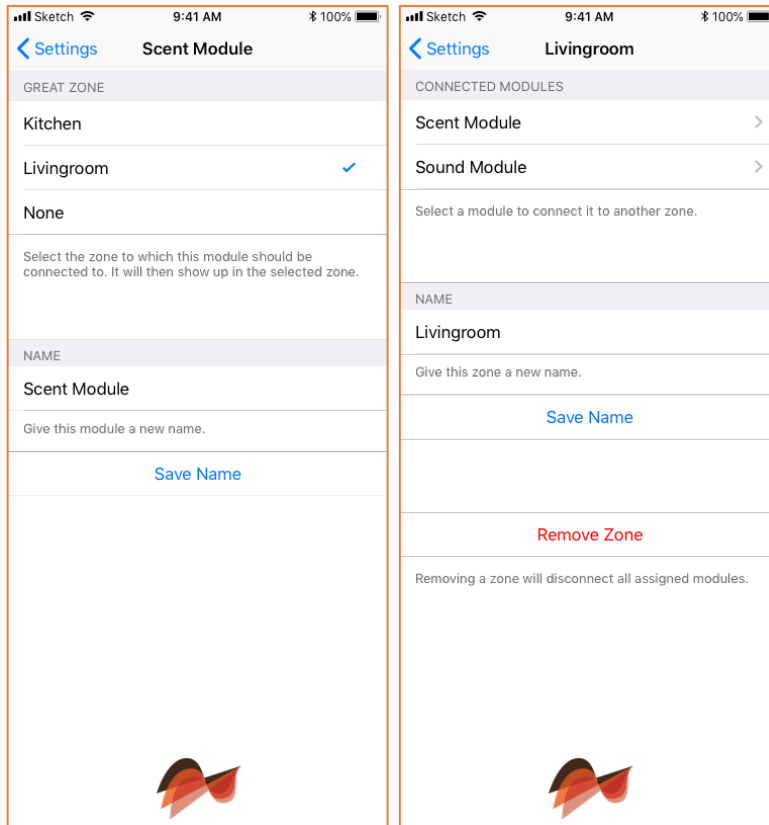 Sketch 9:41 AM 100%
Settings Scent Module
GREAT ZONE
Kitchen
Livingroom
None
Select the zone to which this module should be
connected to. It will then show up in the selected zone.
NAME
Scent Module
Give this module a new name.
Save Name
Sketch 9:41 AM 100%
Settings Livingroom
CONNECTED MODULES
Scent Module
Sound Module
Select a module to connect it to another zone.
NAME
Livingroom
Give this zone a new name.
Save Name
Remove Zone
Removing a zone will disconnect all assigned modules.